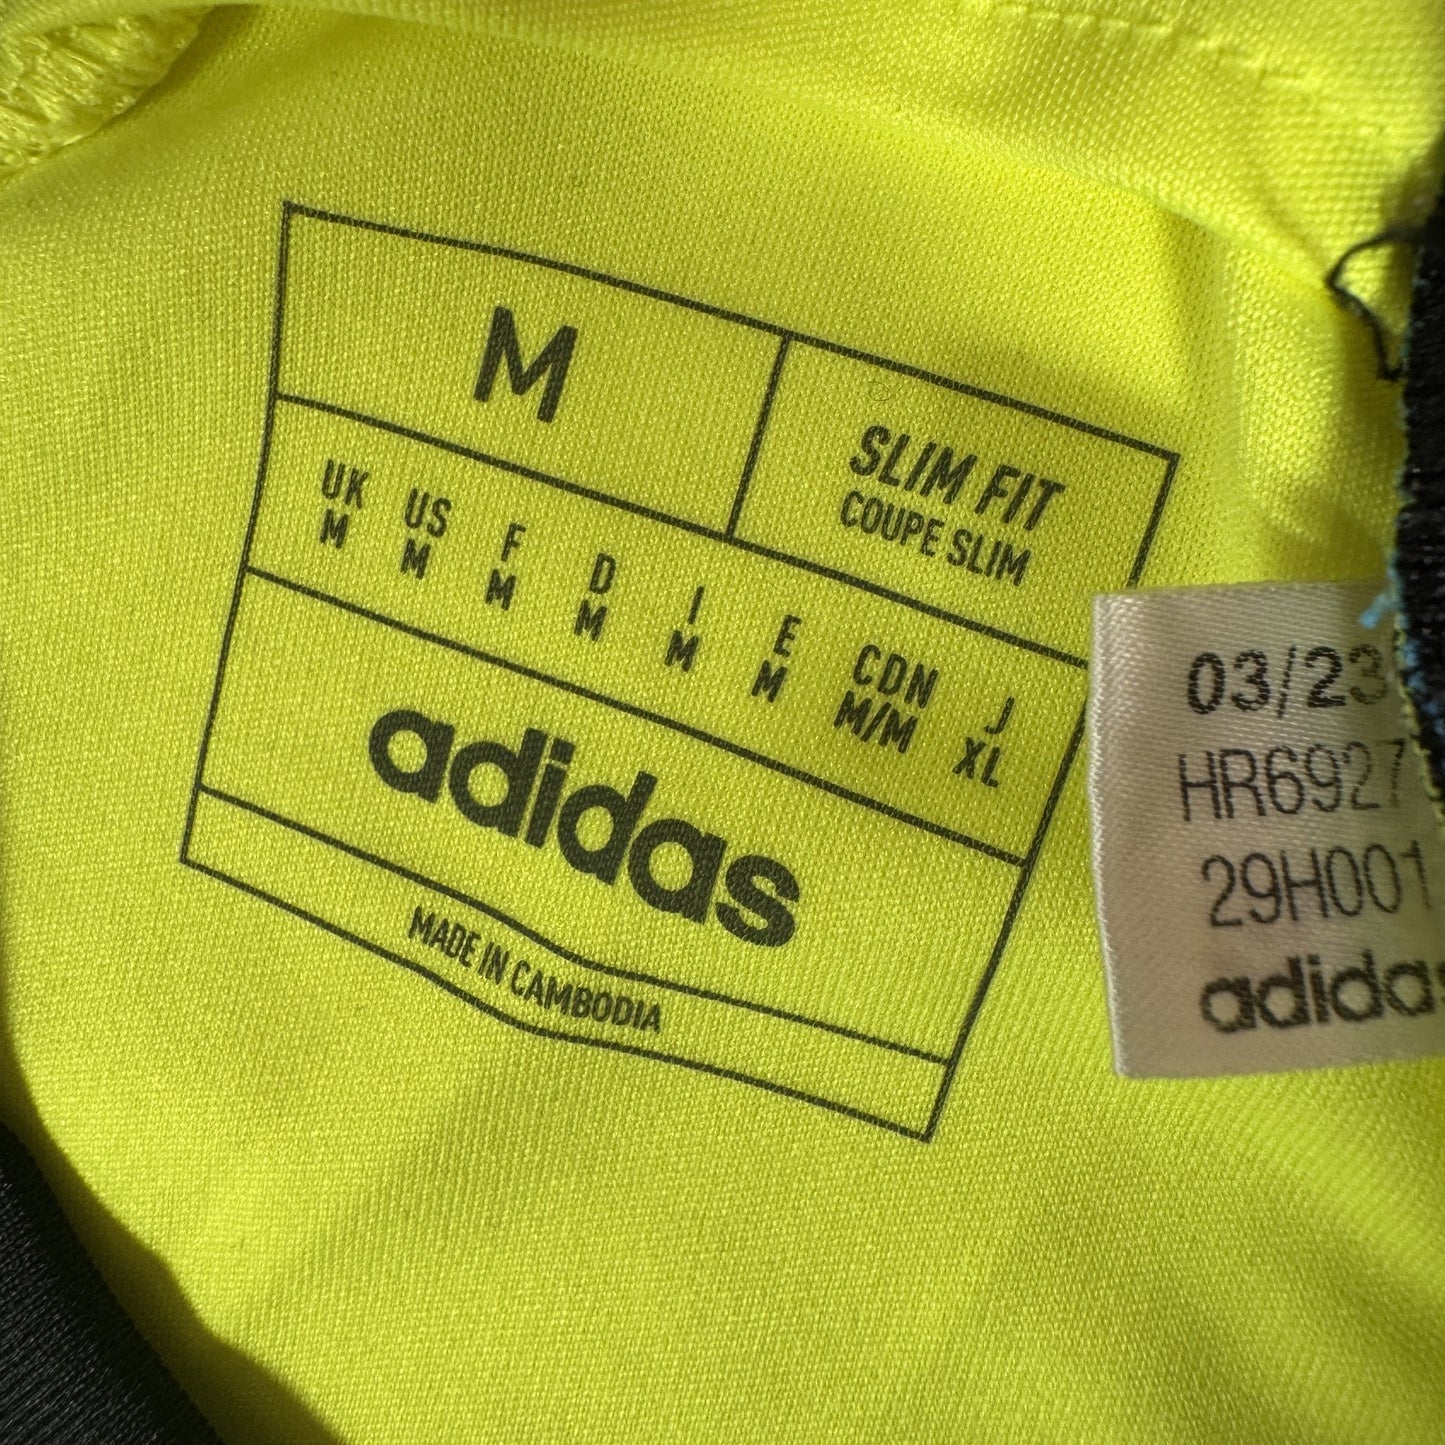 M
SLIM FIT
COUPE SLIM
UK US F D I E CDN J
M M M M M M M/M XL
adidas
MADE IN CAMBODIA
03/23
HR6927
29H001
adidas